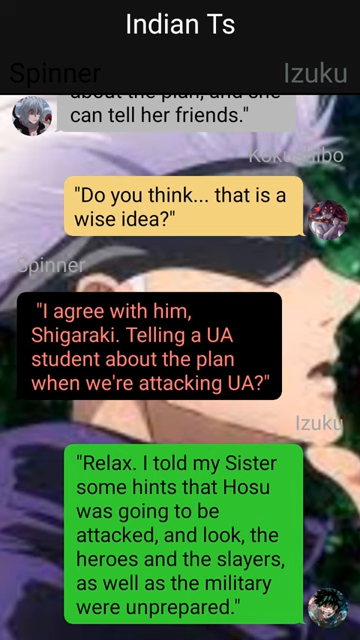 Indian Ts
Spinner
Izuku
about the plan, and she
can tell her friends."
Kokushibo
"Do you think... that is a
wise idea?"
Spinner
"I agree with him,
Shigaraki. Telling a UA
student about the plan
when we're attacking UA?"
Izuku
"Relax. I told my Sister
some hints that Hosu
was going to be
attacked, and look, the
heroes and the slayers,
as well as the military
were unprepared."